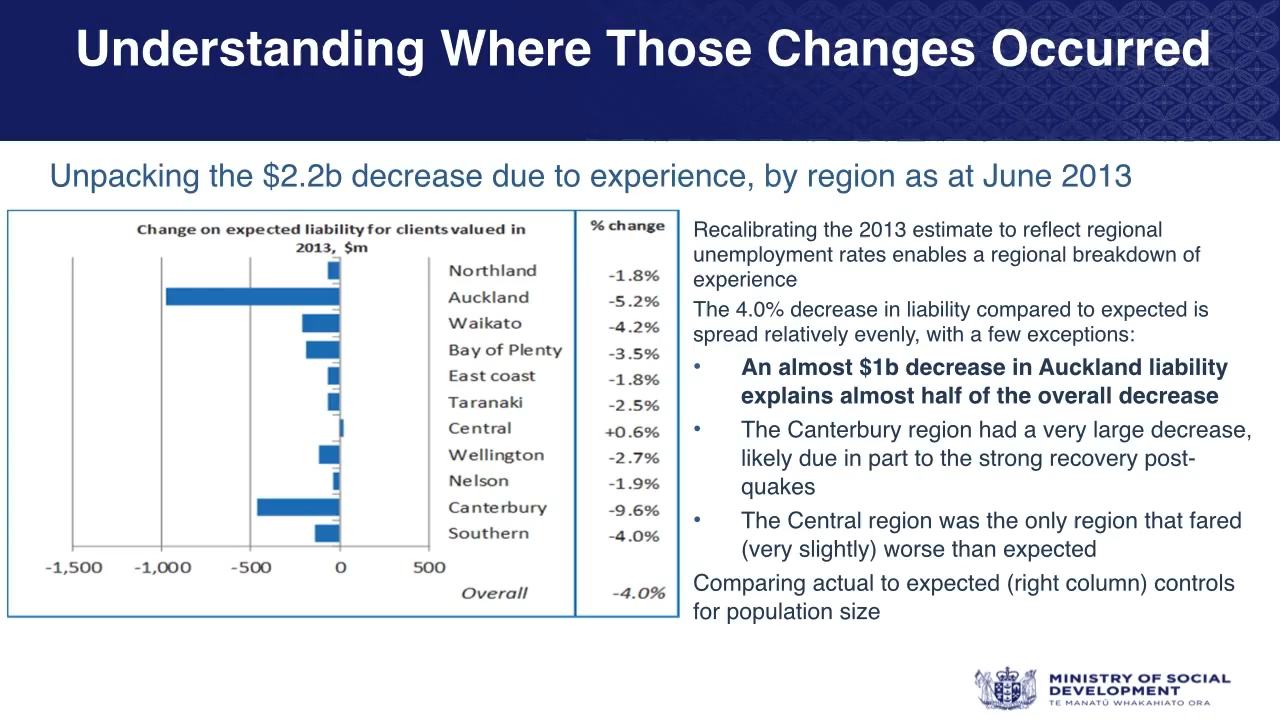 Understanding Where Those Changes Occurred
Unpacking the $2.2b decrease due to experience, by region as at June 2013
Change on expected liability for clients valued in
2013, $m
% change
Northland -1.8%
Auckland -5.2%
Waikato -4.2%
Bay of Plenty -3.5%
East coast -1.8%
Taranaki -2.5%
Central +0.6%
Wellington -2.7%
Nelson -1.9%
Canterbury -9.6%
Southern -4.0%
-1,500 -1,000 -500 0 500
Overall -4.0%
Recalibrating the 2013 estimate to reflect regional
unemployment rates enables a regional breakdown of
experience
The 4.0% decrease in liability compared to expected is
spread relatively evenly, with a few exceptions:
• An almost $1b decrease in Auckland liability
explains almost half of the overall decrease
• The Canterbury region had a very large decrease,
likely due in part to the strong recovery post-
quakes
• The Central region was the only region that fared
(very slightly) worse than expected
Comparing actual to expected (right column) controls
for population size
MINISTRY OF SOCIAL
DEVELOPMENT
TE MANATŪ WHAKAHIATO ORA